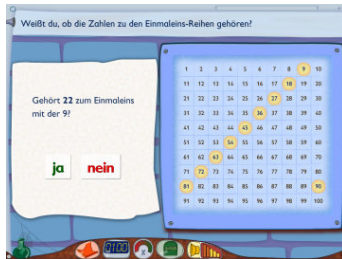 Weißt du, ob die Zahlen zu den Einmaleins-Reihen gehören?
Gehört 22 zum Einmaleins
mit der 9?
ja nein
1 2 3 4 5 6 7 8 9 10
11 12 13 14 15 16 17 18 19 20
21 22 23 24 25 26 27 28 29 30
31 32 33 34 35 36 37 38 39 40
41 42 43 44 45 46 47 48 49 50
51 52 53 54 55 56 57 58 59 60
61 62 63 64 65 66 67 68 69 70
71 72 73 74 75 76 77 78 79 80
81 82 83 84 85 86 87 88 89 90
91 92 93 94 95 96 97 98 99 100